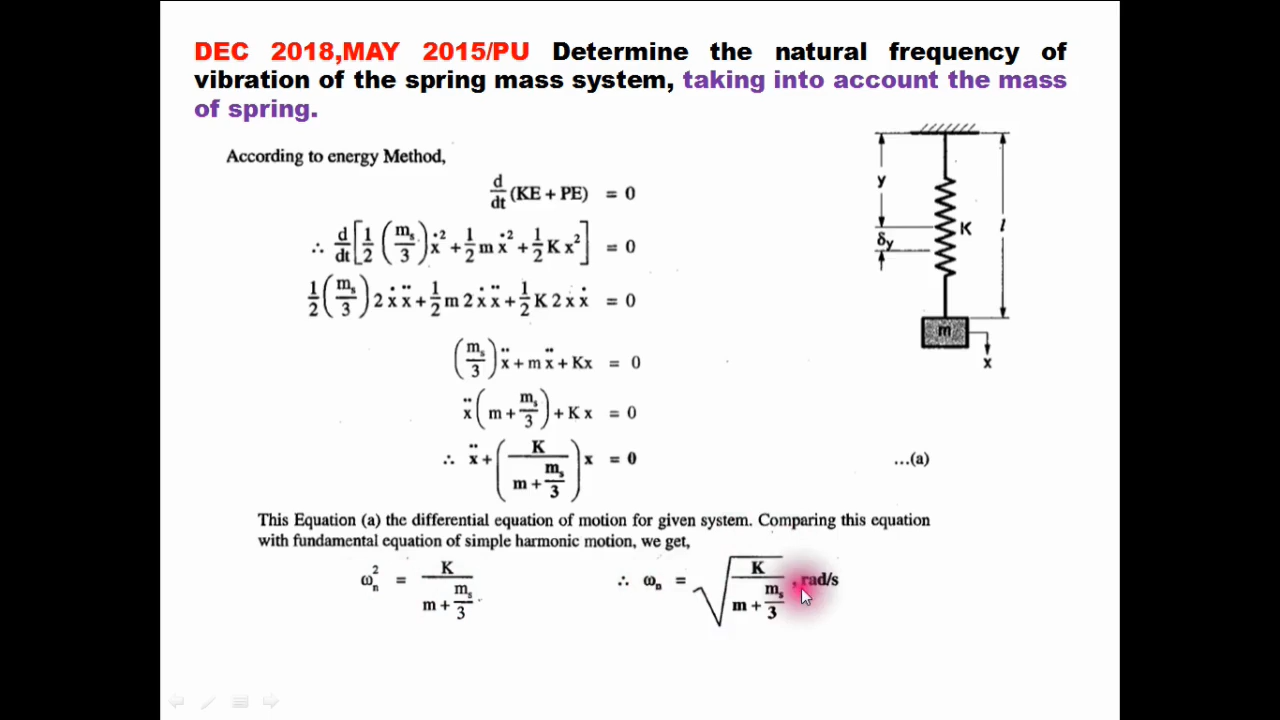 DEC 2018,MAY 2015/PU Determine the natural frequency of
vibration of the spring mass system, taking into account the mass
of spring.
According to energy Method,
d/dt (KE + PE) = 0
∴ d/dt [1/2 (mₛ/3) ẋ² + 1/2 m ẋ² + 1/2 K x²] = 0
1/2 (mₛ/3) 2 ẋ ẍ + 1/2 m 2 ẋ ẍ + 1/2 K 2 x ẋ = 0
(mₛ/3) ẍ + m ẍ + Kx = 0
ẍ (m + mₛ/3) + K x = 0
∴ ẍ + (K / (m + mₛ/3)) x = 0 ...(a)
This Equation (a) the differential equation of motion for given system. Comparing this equation
with fundamental equation of simple harmonic motion, we get,
ωₙ² = K / (m + mₛ/3) ∴ ωₙ = √(K / (m + mₛ/3)) , rad/s
y
δy
K
l
m
x